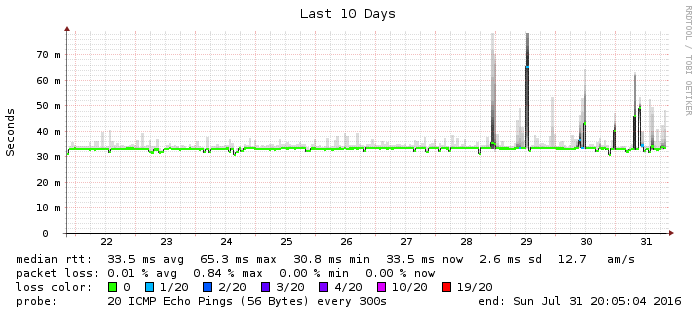 Last 10 Days
RRDTOOL / TOBI OETIKER
Seconds
70 m
60 m
50 m
40 m
30 m
20 m
10 m
0
22 23 24 25 26 27 28 29 30 31
median rtt: 33.5 ms avg 65.3 ms max 30.8 ms min 33.5 ms now 2.6 ms sd 12.7 am/s
packet loss: 0.01 % avg 0.84 % max 0.00 % min 0.00 % now
loss color: 0 1/20 2/20 3/20 4/20 10/20 19/20
probe: 20 ICMP Echo Pings (56 Bytes) every 300s end: Sun Jul 31 20:05:04 2016